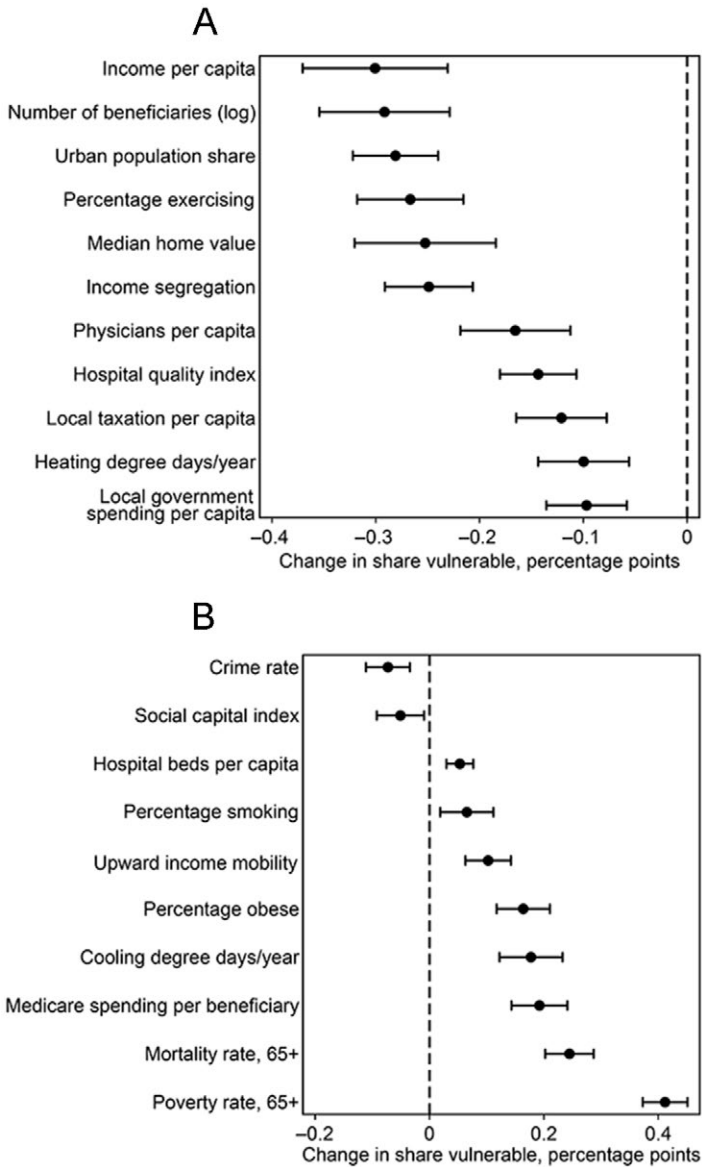 A
Income per capita
Number of beneficiaries (log)
Urban population share
Percentage exercising
Median home value
Income segregation
Physicians per capita
Hospital quality index
Local taxation per capita
Heating degree days/year
Local government
spending per capita
−0.4 −0.3 −0.2 −0.1 0
Change in share vulnerable, percentage points
B
Crime rate
Social capital index
Hospital beds per capita
Percentage smoking
Upward income mobility
Percentage obese
Cooling degree days/year
Medicare spending per beneficiary
Mortality rate, 65+
Poverty rate, 65+
−0.2 0 0.2 0.4
Change in share vulnerable, percentage points